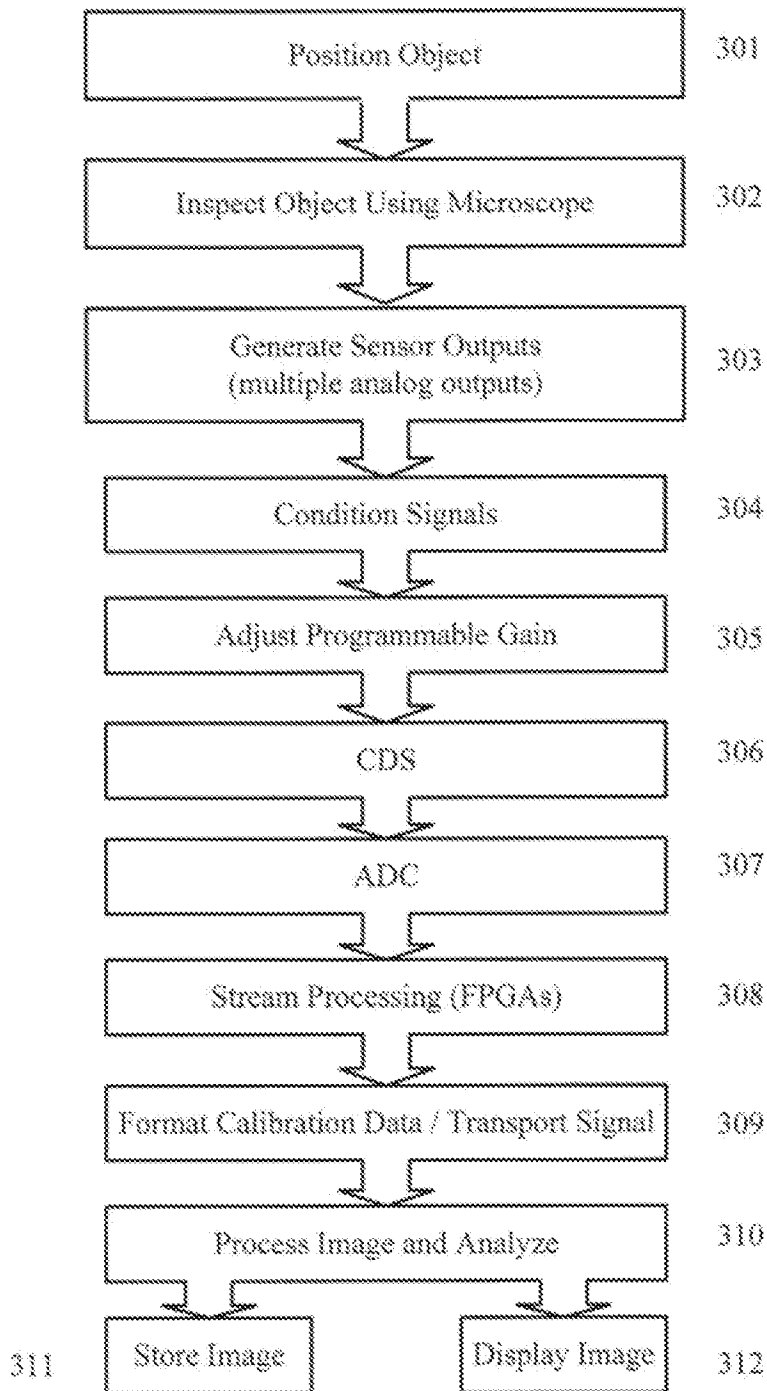 Position Object 301
Inspect Object Using Microscope 302
Generate Sensor Outputs
(multiple analog outputs) 303
Condition Signals 304
Adjust Programmable Gain 305
CDS 306
ADC 307
Stream Processing (FPGAs) 308
Format Calibration Data / Transport Signal 309
Process Image and Analyze 310
311 Store Image Display Image 312